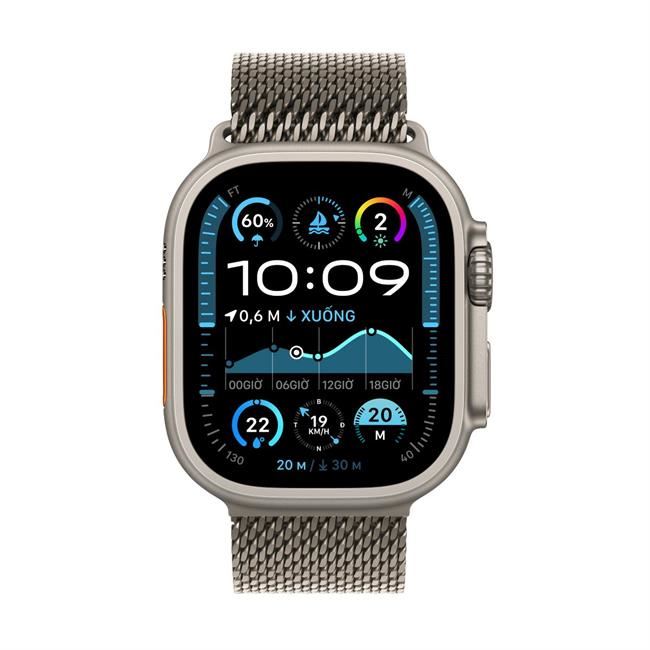 FT M
60% 2
10:09
0,6 M ↓ XUỐNG
00GIỜ 06GIỜ 12GIỜ 18GIỜ
B
22 T 19 Đ 20
KM/H M
N
130 20 M / 30 M 40